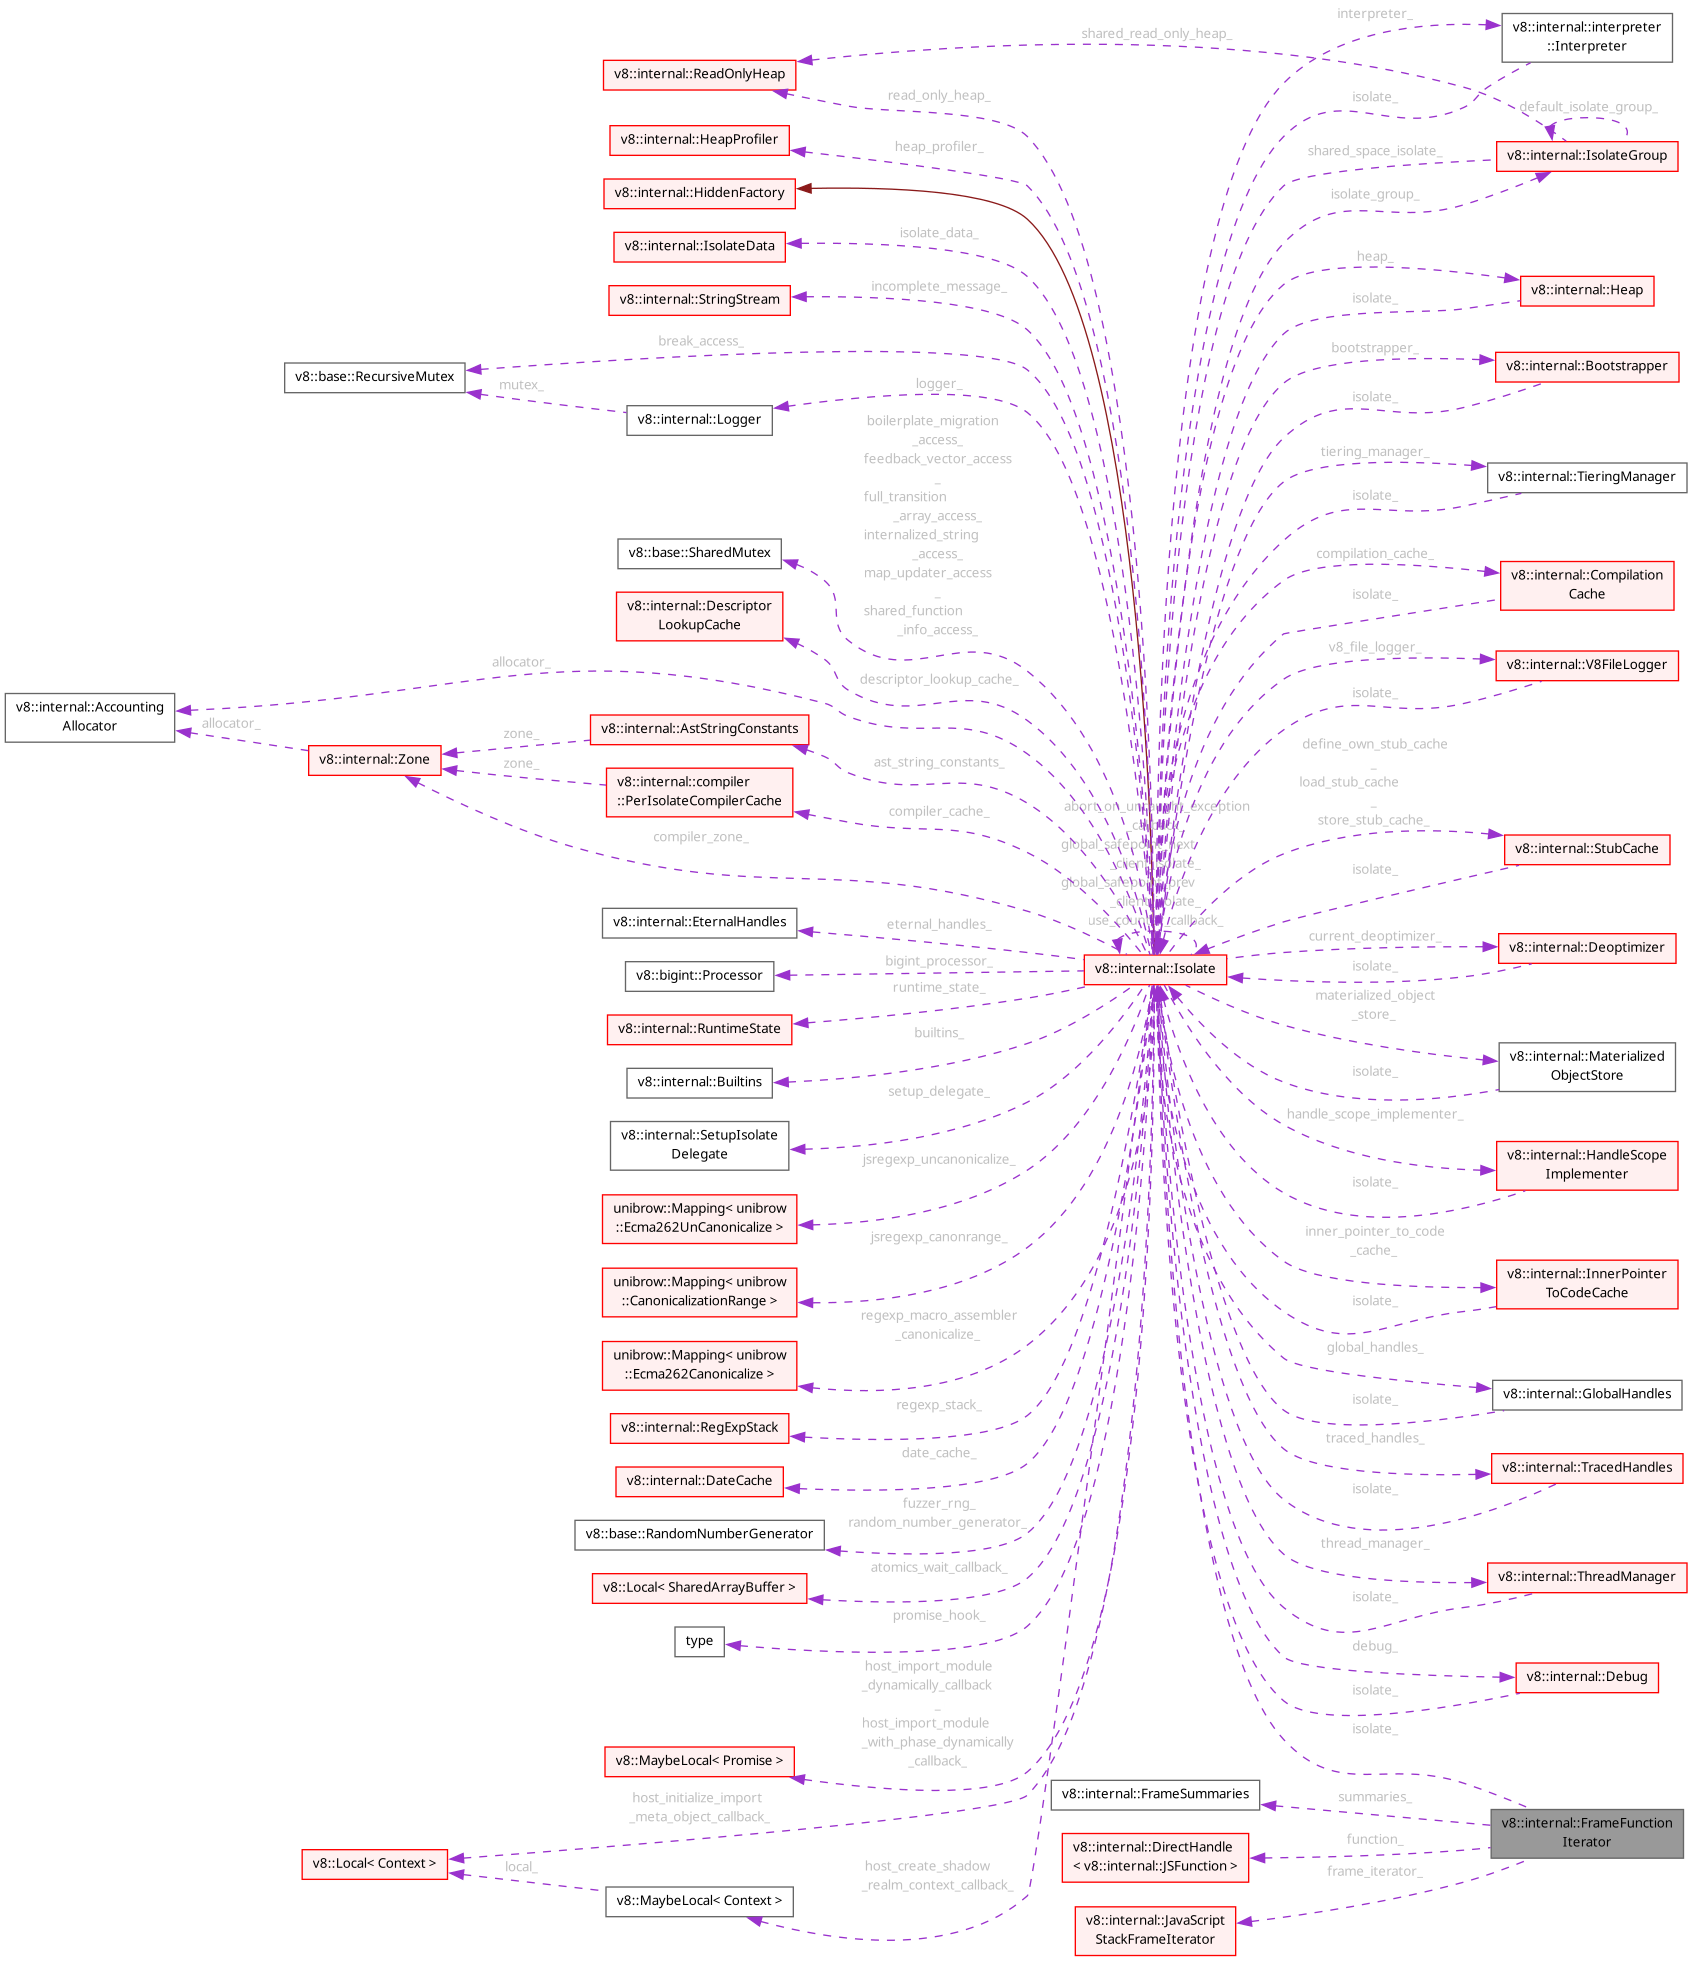 interpreter_
v8::internal::interpreter
::Interpreter
shared_read_only_heap_
v8::internal::ReadOnlyHeap
read_only_heap_
isolate_
default_isolate_group_
v8::internal::HeapProfiler
heap_profiler_
shared_space_isolate_
v8::internal::IsolateGroup
v8::internal::HiddenFactory
isolate_group_
v8::internal::IsolateData
isolate_data_
heap_
v8::internal::StringStream
incomplete_message_
v8::internal::Heap
isolate_
break_access_
bootstrapper_
v8::base::RecursiveMutex
mutex_
v8::internal::Bootstrapper
logger_
isolate_
v8::internal::Logger
boilerplate_migration
_access_
feedback_vector_access
_
full_transition
_array_access_
internalized_string
_access_
map_updater_access
_
shared_function
_info_access_
tiering_manager_
v8::internal::TieringManager
isolate_
v8::base::SharedMutex
compilation_cache_
v8::internal::Compilation
Cache
isolate_
v8::internal::Descriptor
LookupCache
descriptor_lookup_cache_
v8_file_logger_
v8::internal::V8FileLogger
isolate_
allocator_
v8::internal::Accounting
Allocator
allocator_
v8::internal::Zone
zone_
v8::internal::AstStringConstants
ast_string_constants_
zone_
v8::internal::compiler
::PerIsolateCompilerCache
compiler_cache_
compiler_zone_
define_own_stub_cache
_
load_stub_cache
_
store_stub_cache_
v8::internal::StubCache
isolate_
global_safepoint_prev
use_counter_callback_
v8::internal::EternalHandles
eternal_handles_
v8::bigint::Processor
bigint_processor_
v8::internal::Isolate
current_deoptimizer_
v8::internal::Deoptimizer
isolate_
runtime_state_
v8::internal::RuntimeState
materialized_object
_store_
v8::internal::Materialized
ObjectStore
isolate_
builtins_
v8::internal::Builtins
setup_delegate_
v8::internal::SetupIsolate
Delegate
handle_scope_implementer_
v8::internal::HandleScope
Implementer
isolate_
jsregexp_uncanonicalize_
unibrow::Mapping< unibrow
::Ecma262UnCanonicalize >
jsregexp_canonrange_
unibrow::Mapping< unibrow
::CanonicalizationRange >
inner_pointer_to_code
_cache_
v8::internal::InnerPointer
ToCodeCache
isolate_
regexp_macro_assembler
_canonicalize_
unibrow::Mapping< unibrow
::Ecma262Canonicalize >
global_handles_
v8::internal::GlobalHandles
isolate_
regexp_stack_
v8::internal::RegExpStack
traced_handles_
v8::internal::TracedHandles
isolate_
date_cache_
v8::internal::DateCache
fuzzer_rng_
random_number_generator_
v8::base::RandomNumberGenerator
thread_manager_
v8::internal::ThreadManager
isolate_
atomics_wait_callback_
v8::Local< SharedArrayBuffer >
promise_hook_
type
debug_
v8::internal::Debug
isolate_
host_import_module
_dynamically_callback
_
host_import_module
_with_phase_dynamically
_callback_
v8::MaybeLocal< Promise >
isolate_
host_initialize_import
_meta_object_callback_
v8::Local< Context >
local_
v8::MaybeLocal< Context >
host_create_shadow
_realm_context_callback_
v8::internal::FrameSummaries
summaries_
v8::internal::FrameFunction
Iterator
v8::internal::DirectHandle
< v8::internal::JSFunction >
function_
frame_iterator_
v8::internal::JavaScript
StackFrameIterator